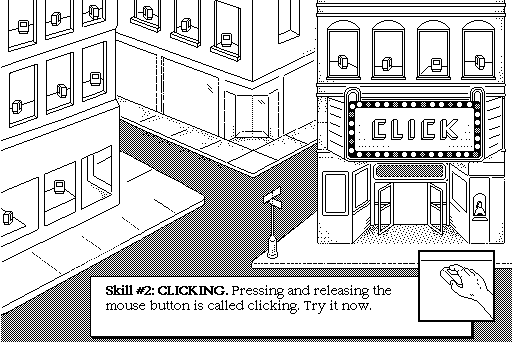 CLICK
Skill #2: CLICKING. Pressing and releasing the
mouse button is called clicking. Try it now.